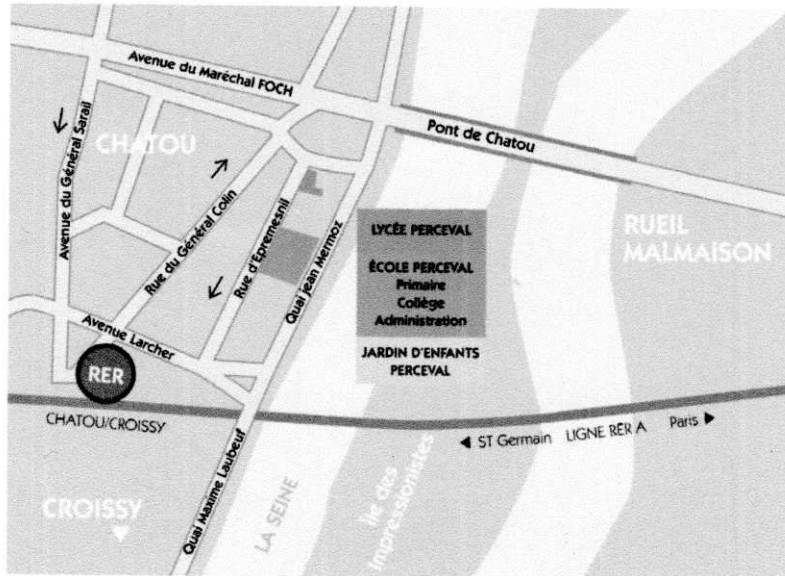 Avenue du Maréchal FOCH
Pont de Chatou
CHATOU
Avenue du Général Sarail
Rue du Général Colin
Rue d'Epremesnil
Quai Jean Mermoz
RUEIL
MALMAISON
LYCÉE PERCEVAL
ÉCOLE PERCEVAL
Primaire
Collège
Administration
JARDIN D'ENFANTS
PERCEVAL
Avenue Larcher
RER
CHATOU/CROISSY
◄ ST Germain LIGNE RER A Paris ►
CROISSY
Quai Maxime Laubeuf
LA SEINE
Île des
Impressionistes